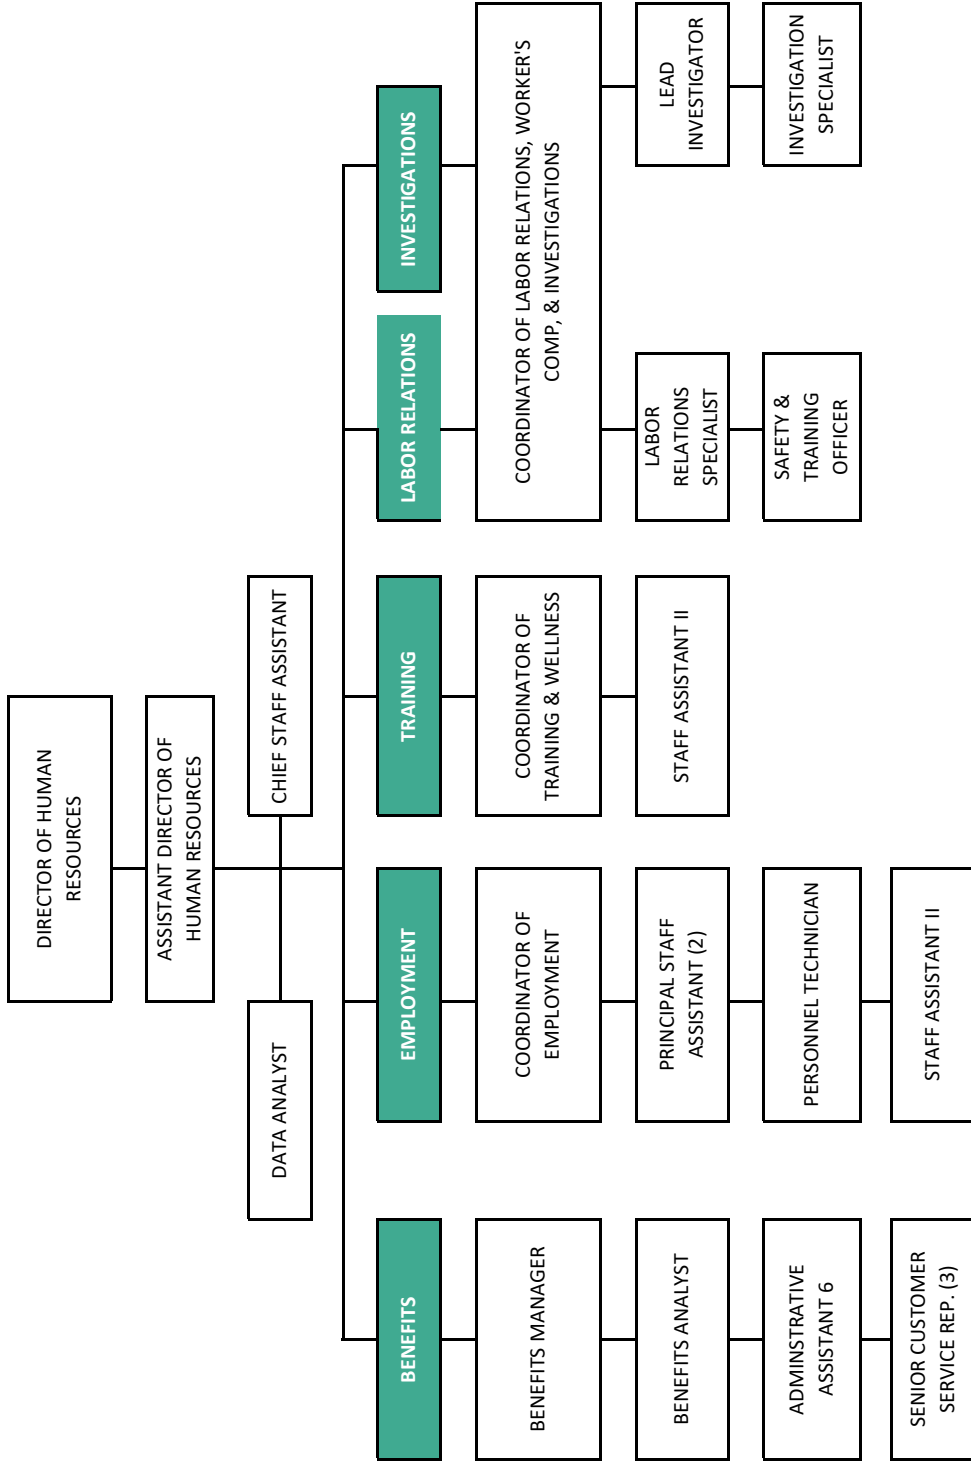 DIRECTOR OF HUMAN
RESOURCES
ASSISTANT DIRECTOR OF
HUMAN RESOURCES
DATA ANALYST
CHIEF STAFF ASSISTANT
BENEFITS
EMPLOYMENT
TRAINING
LABOR RELATIONS
INVESTIGATIONS
BENEFITS MANAGER
COORDINATOR OF
EMPLOYMENT
COORDINATOR OF
TRAINING & WELLNESS
COORDINATOR OF LABOR RELATIONS, WORKER'S
COMP, & INVESTIGATIONS
BENEFITS ANALYST
PRINCIPAL STAFF
ASSISTANT (2)
STAFF ASSISTANT II
LABOR
RELATIONS
SPECIALIST
LEAD
INVESTIGATOR
ADMINSTRATIVE
ASSISTANT 6
PERSONNEL TECHNICIAN
SAFETY &
TRAINING
OFFICER
INVESTIGATION
SPECIALIST
SENIOR CUSTOMER
SERVICE REP. (3)
STAFF ASSISTANT II